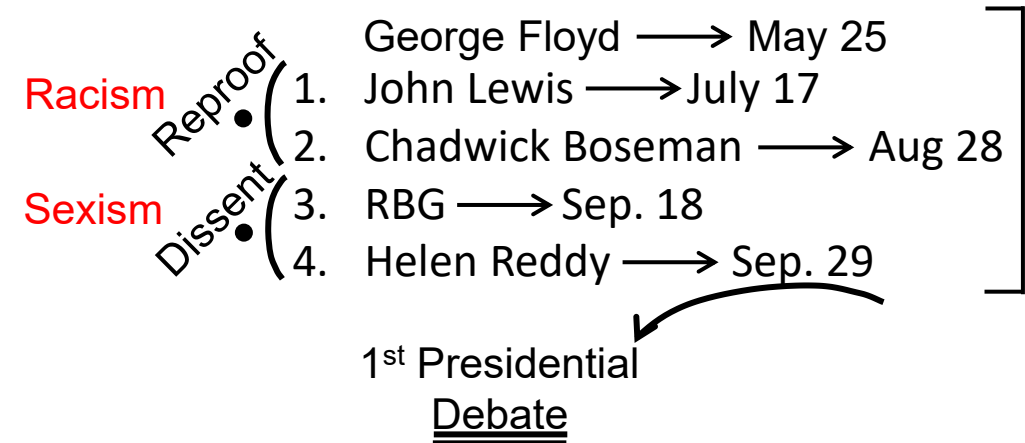 George Floyd → May 25
Racism
Reproof
1. John Lewis → July 17
2. Chadwick Boseman → Aug 28
Sexism
Dissent
3. RBG → Sep. 18
4. Helen Reddy → Sep. 29
1st Presidential
Debate